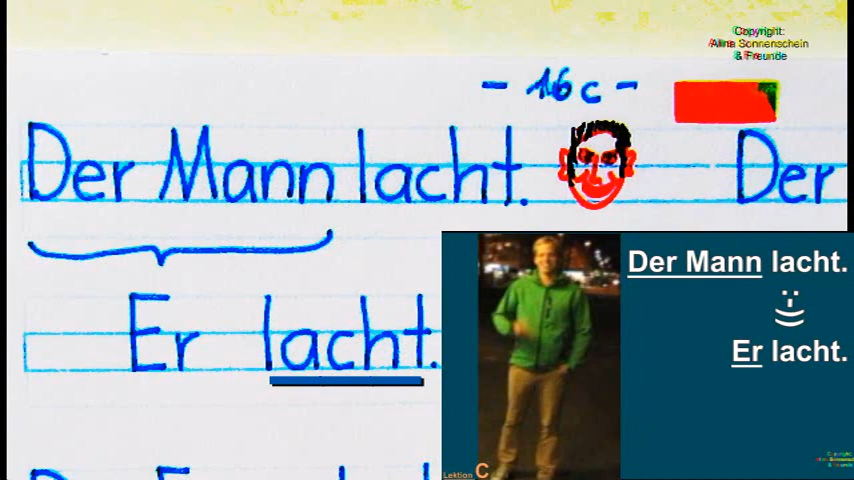 Copyright:
Alina Sonnenschein
& Freunde
- 16 c -
Der Mann lacht.
Der
Er lacht.
Der Mann lacht.
Er lacht.
Lektion C